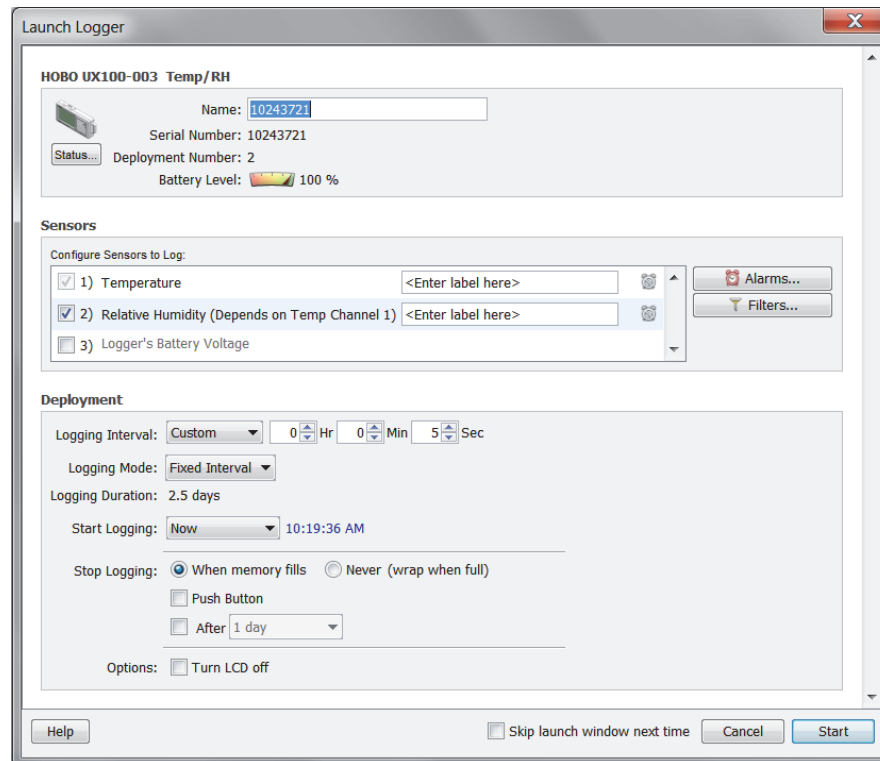 Launch Logger
HOBO UX100-003 Temp/RH
Name: 10243721
Serial Number: 10243721
Status... Deployment Number: 2
Battery Level: 100 %
Sensors
Configure Sensors to Log:
1) Temperature <Enter label here>
Alarms...
2) Relative Humidity (Depends on Temp Channel 1) <Enter label here>
Filters...
3) Logger's Battery Voltage
Deployment
Logging Interval: Custom 0 Hr 0 Min 5 Sec
Logging Mode: Fixed Interval
Logging Duration: 2.5 days
Start Logging: Now 10:19:36 AM
Stop Logging: When memory fills Never (wrap when full)
Push Button
After 1 day
Options: Turn LCD off
Help Skip launch window next time Cancel Start